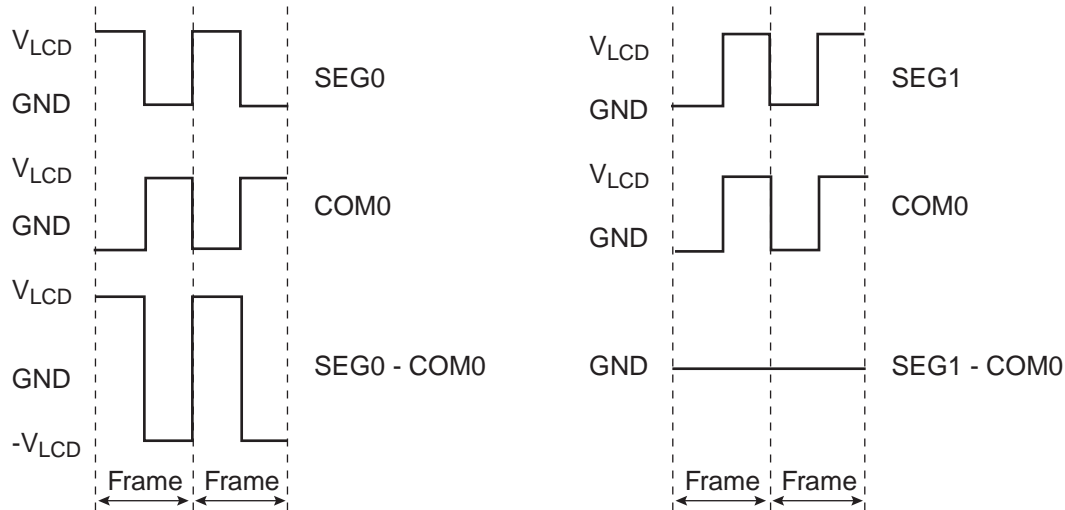 VLCD
GND
SEG0
VLCD
GND
COM0
VLCD
GND
-VLCD
SEG0 - COM0
Frame Frame
VLCD
GND
SEG1
VLCD
GND
COM0
GND
SEG1 - COM0
Frame Frame